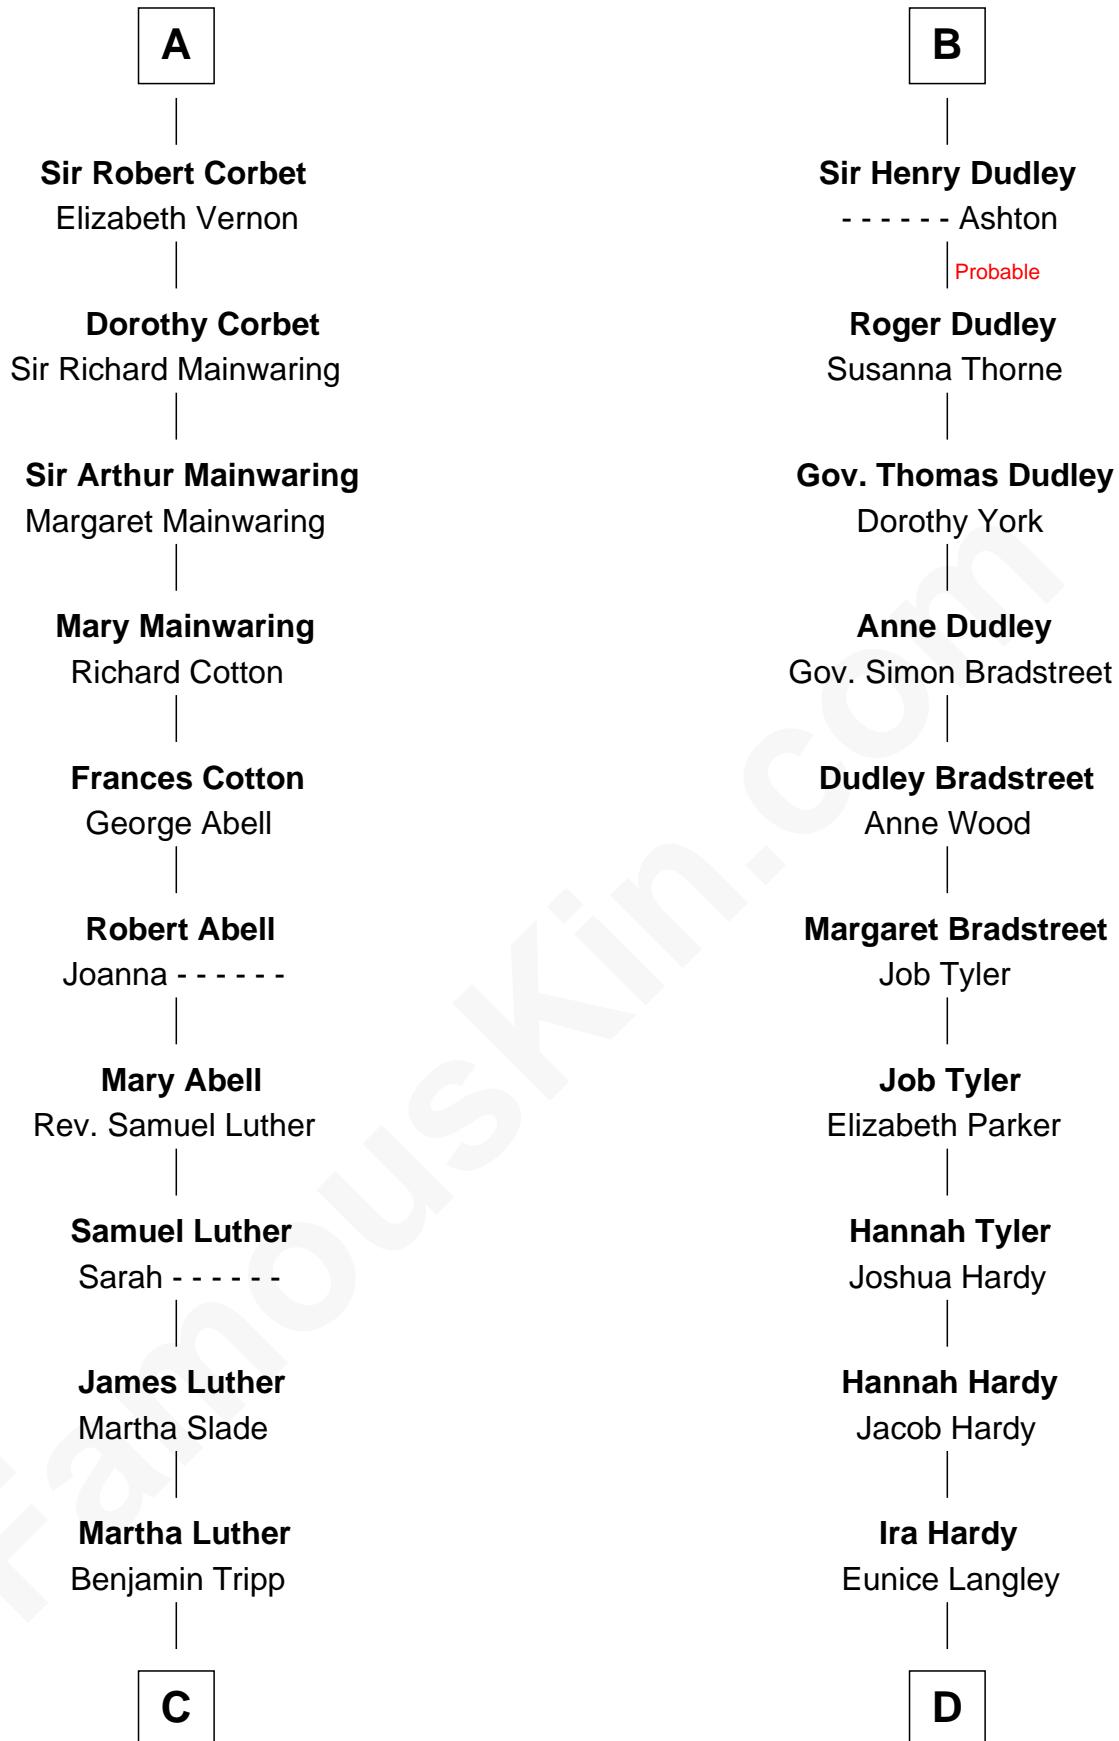 A
Sir Robert Corbet
Elizabeth Vernon
Dorothy Corbet
Sir Richard Mainwaring
Sir Arthur Mainwaring
Margaret Mainwaring
Mary Mainwaring
Richard Cotton
Frances Cotton
George Abell
Robert Abell
Joanna - - - - - -
Mary Abell
Rev. Samuel Luther
Samuel Luther
Sarah - - - - - -
James Luther
Martha Slade
Martha Luther
Benjamin Tripp
C
B
Sir Henry Dudley
- - - - - - Ashton
Probable
Roger Dudley
Susanna Thorne
Gov. Thomas Dudley
Dorothy York
Anne Dudley
Gov. Simon Bradstreet
Dudley Bradstreet
Anne Wood
Margaret Bradstreet
Job Tyler
Job Tyler
Elizabeth Parker
Hannah Tyler
Joshua Hardy
Hannah Hardy
Jacob Hardy
Ira Hardy
Eunice Langley
D
FamousKin.com